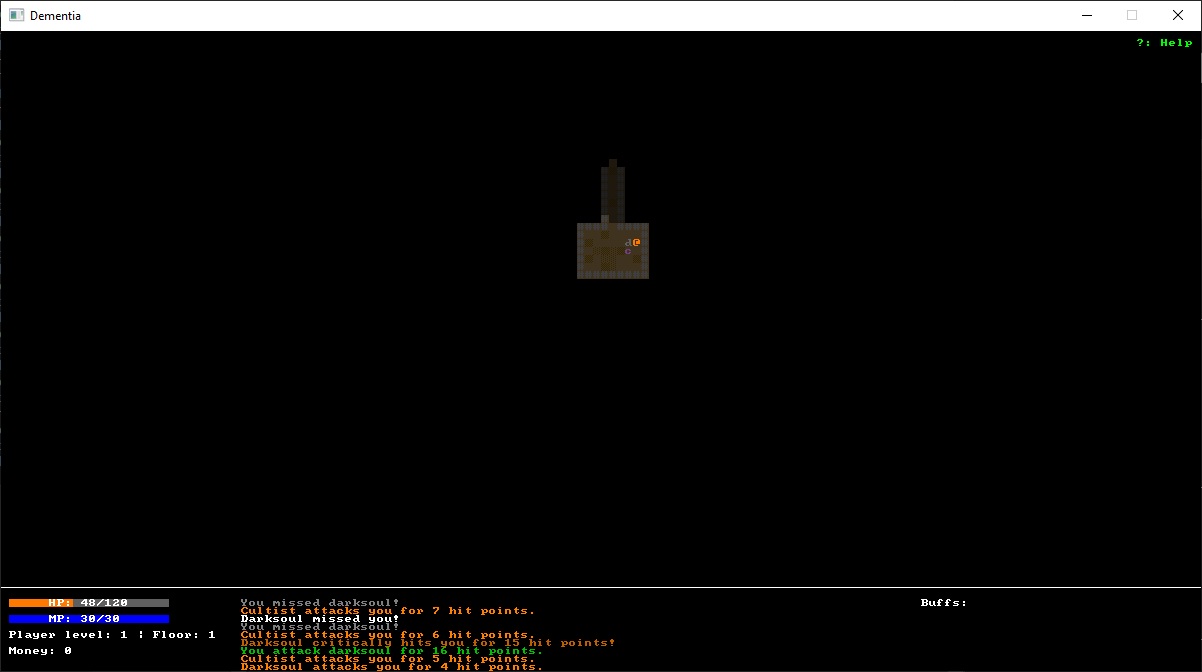 Dementia
?: Help
d@
c
HP: 48/120
MP: 30/30
Player level: 1 | Floor: 1
Money: 0
You missed darksoul!
Cultist attacks you for 7 hit points.
Darksoul missed you!
You missed darksoul!
Cultist attacks you for 6 hit points.
Darksoul critically hits you for 15 hit points!
You attack darksoul for 16 hit points.
Cultist attacks you for 5 hit points.
Darksoul attacks you for 4 hit points.
Buffs: